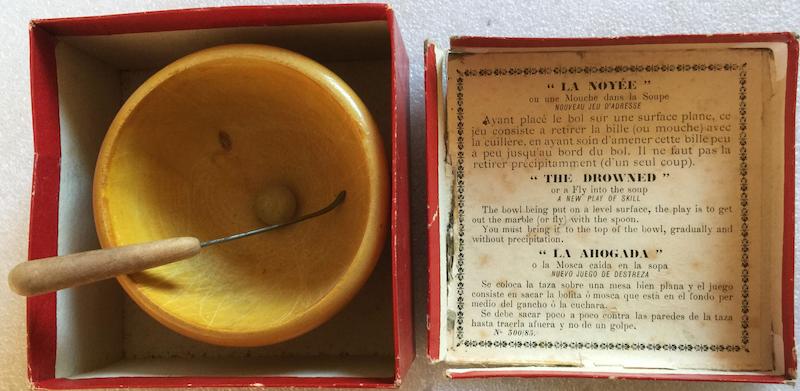 “ LA NOYÉE ”
ou une Mouche dans la Soupe
NOUVEAU JEU D'ADRESSE
Ayant placé le bol sur une surface plane, ce
jeu consiste a retirer la bille (ou mouche) avec
la cuillère, en ayant soin d'amener cette bille peu
a peu jusqu'au bord du bol. Il ne faut pas la
retirer précipitamment (d'un seul coup).
“ THE DROWNED ”
or a Fly into the soup
A NEW PLAY OF SKILL
The bowl being put on a level surface, the play is to get
out the marble (or fly) with the spoon.
You must bring it to the top of the bowl, gradually and
without precipitation.
“ LA AHOGADA ”
o la Mosca caida en la sopa
NUEVO JUEGO DE DESTREZA
Se coloca la taza sobre una mesa bien plana y el juego
consiste en sacar la bolita ó mosca que está en el fondo per
medio del gancho ó la cuchara.
Se debe sacar poco a poco contra las paredes de la taza
hasta traerla afuera y no de un golpe.
Nº 500/85.